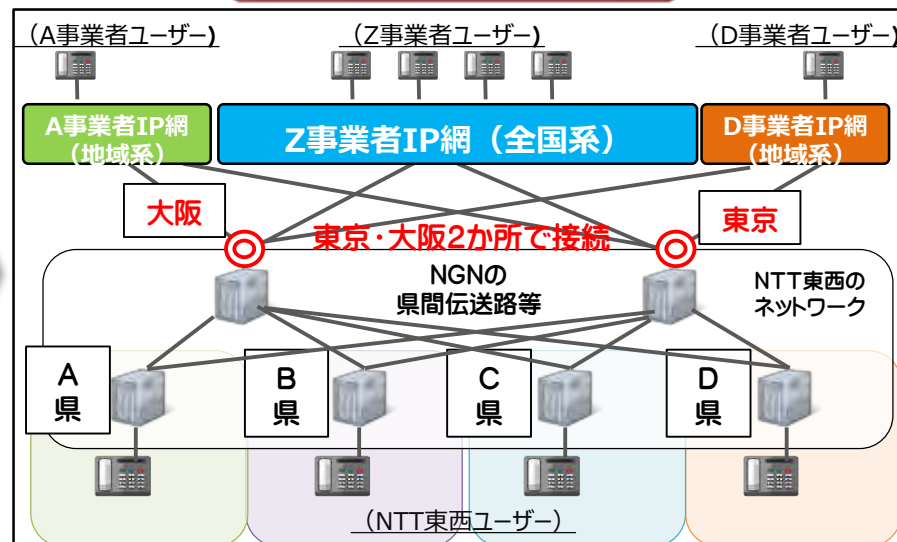 （A事業者ユーザー)
（Z事業者ユーザー)
（D事業者ユーザー)
A事業者IP網
（地域系）
Z事業者IP網（全国系）
D事業者IP網
（地域系）
大阪
東京
東京・大阪2か所で接続
NGNの
県間伝送路等
NTT東西の
ネットワーク
A
県
B
県
C
県
D
県
（NTT東西ユーザー）